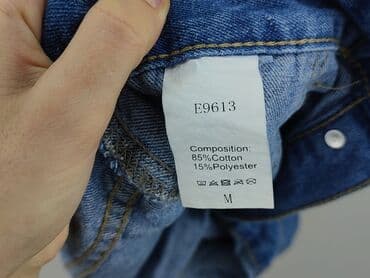 E9613
Composition:
85%Cotton
15%Polyester
M